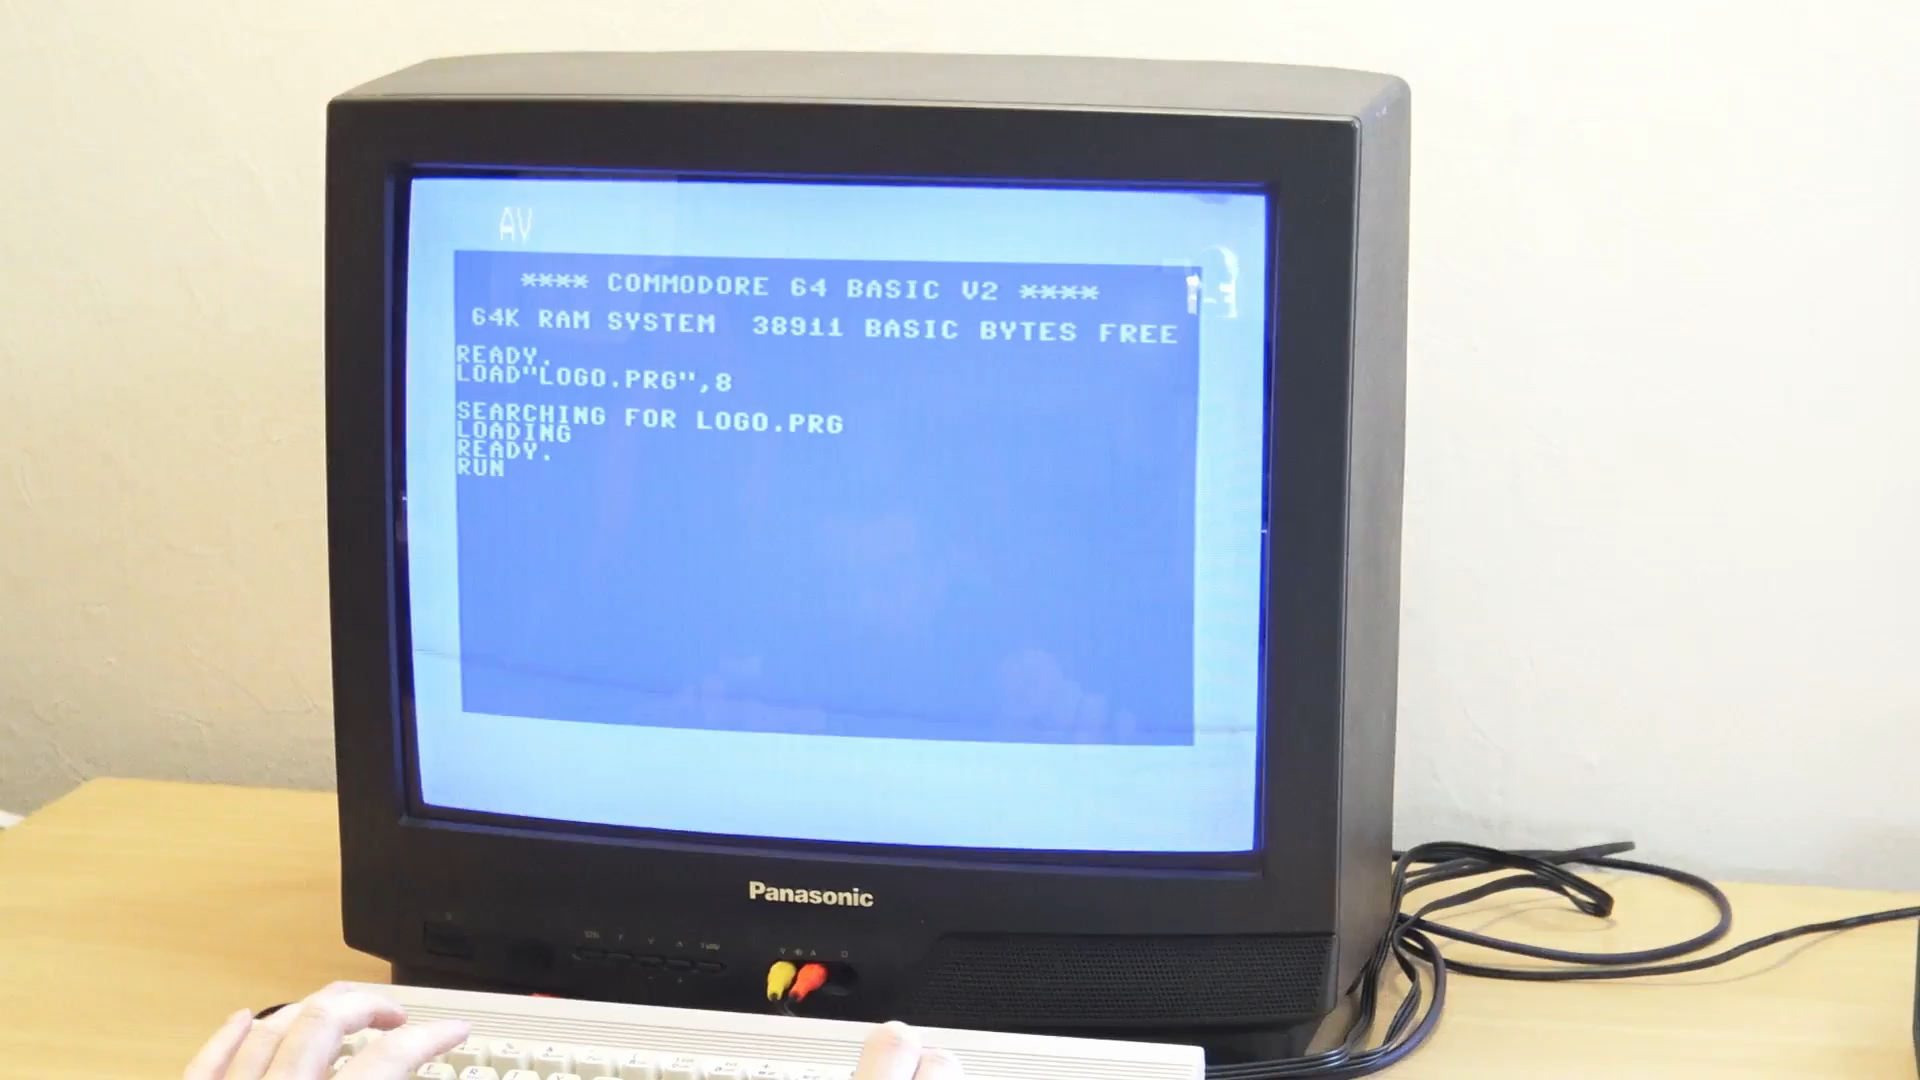 AV
**** COMMODORE 64 BASIC V2 ****
64K RAM SYSTEM  38911 BASIC BYTES FREE
READY.
LOAD"LOGO.PRG",8
SEARCHING FOR LOGO.PRG
LOADING
READY.
RUN
Panasonic